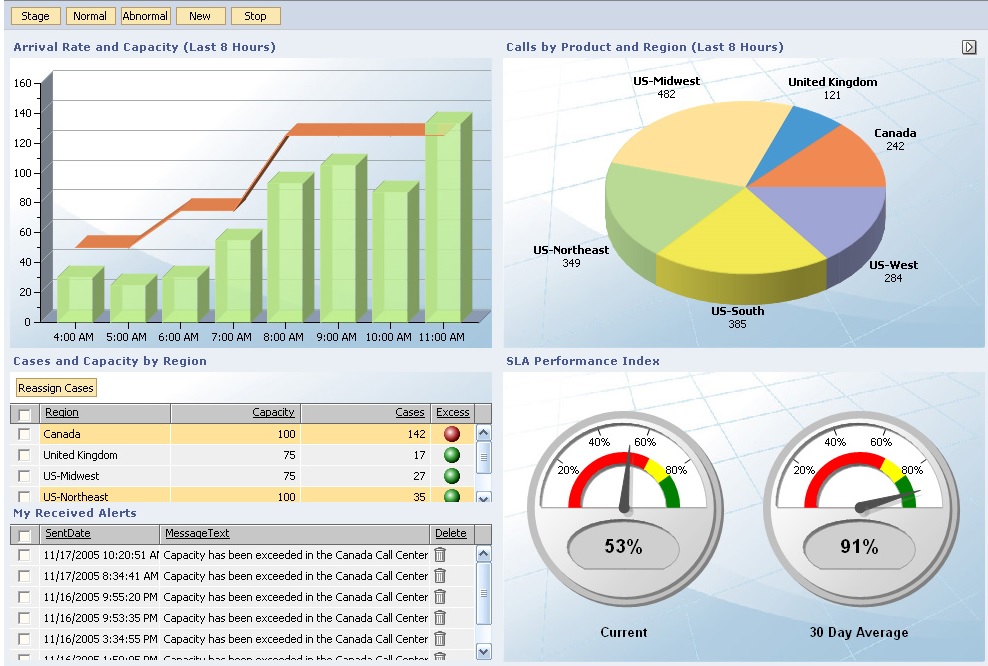 Stage Normal Abnormal New Stop
Arrival Rate and Capacity (Last 8 Hours)
160
140
120
100
80
60
40
20
0
4:00 AM 5:00 AM 6:00 AM 7:00 AM 8:00 AM 9:00 AM 10:00 AM 11:00 AM
Calls by Product and Region (Last 8 Hours)
US-Midwest
482
United Kingdom
121
Canada
242
US-Northeast
349
US-West
284
US-South
385
Cases and Capacity by Region
Reassign Cases
Region Capacity Cases Excess
Canada 100 142
United Kingdom 75 17
US-Midwest 75 27
US-Northeast 100 35
My Received Alerts
SentDate MessageText Delete
11/17/2005 10:20:51 AM Capacity has been exceeded in the Canada Call Center
11/17/2005 8:34:41 AM Capacity has been exceeded in the Canada Call Center
11/16/2005 9:55:20 PM Capacity has been exceeded in the Canada Call Center
11/16/2005 9:53:35 PM Capacity has been exceeded in the Canada Call Center
11/16/2005 3:34:55 PM Capacity has been exceeded in the Canada Call Center
Capacity has been exceeded in the Canada Call Center
SLA Performance Index
20% 40% 60% 80%
53%
Current
20% 40% 60% 80%
91%
30 Day Average